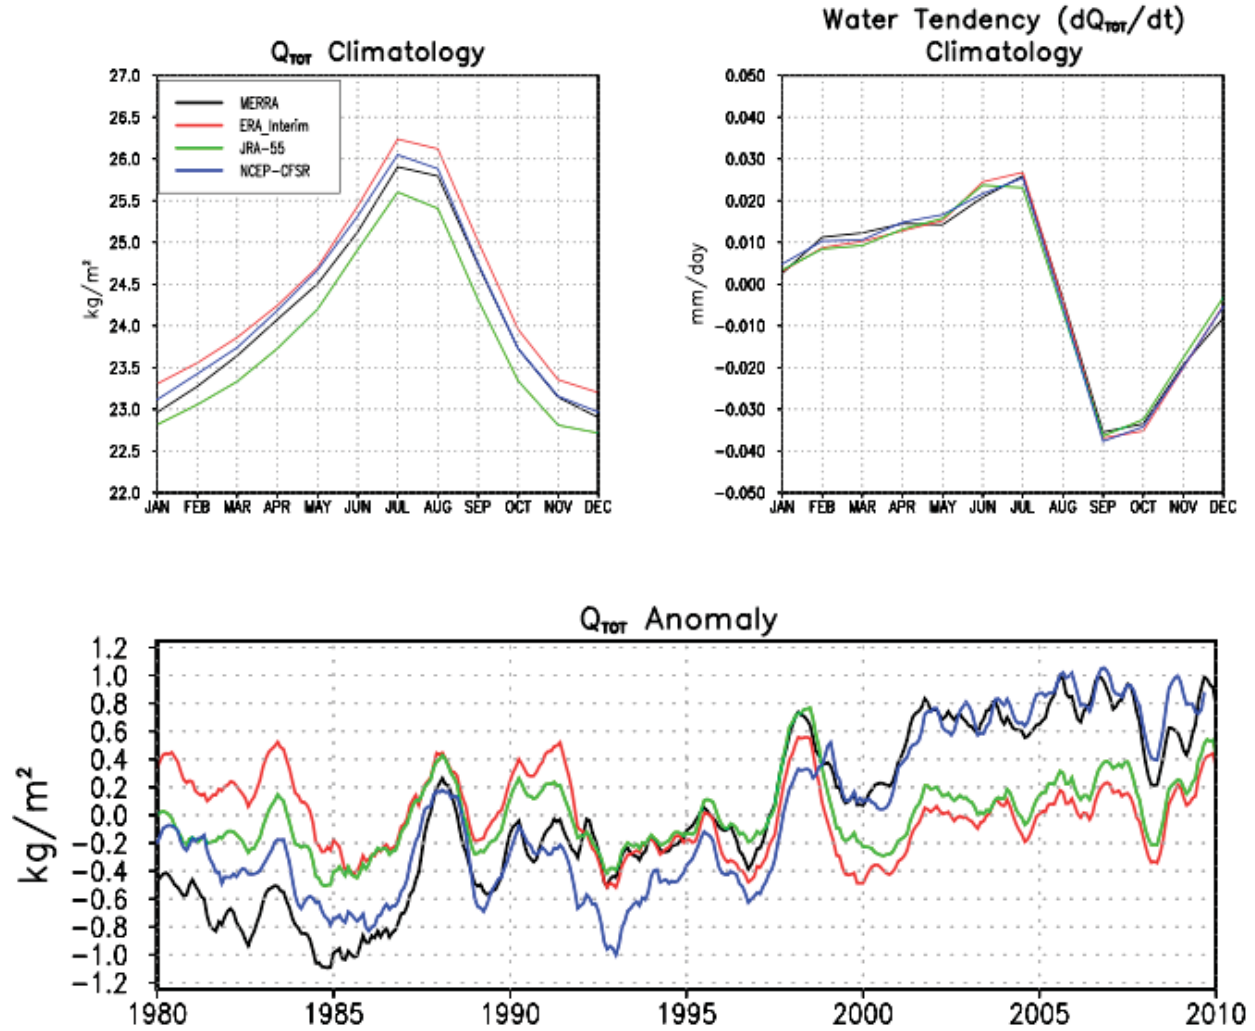 Q_TOT Climatology
27.0
26.5
26.0
25.5
25.0
24.5
24.0
23.5
23.0
22.5
22.0
kg/m²
MERRA
ERA_Interim
JRA-55
NCEP-CFSR
JAN FEB MAR APR MAY JUN JUL AUG SEP OCT NOV DEC
Water Tendency (dQ_TOT/dt)
Climatology
0.050
0.040
0.030
0.020
0.010
0.000
-0.010
-0.020
-0.030
-0.040
-0.050
mm/day
JAN FEB MAR APR MAY JUN JUL AUG SEP OCT NOV DEC
Q_TOT Anomaly
1.2
1.0
0.8
0.6
0.4
0.2
0.0
-0.2
-0.4
-0.6
-0.8
-1.0
-1.2
kg/m²
1980 1985 1990 1995 2000 2005 2010